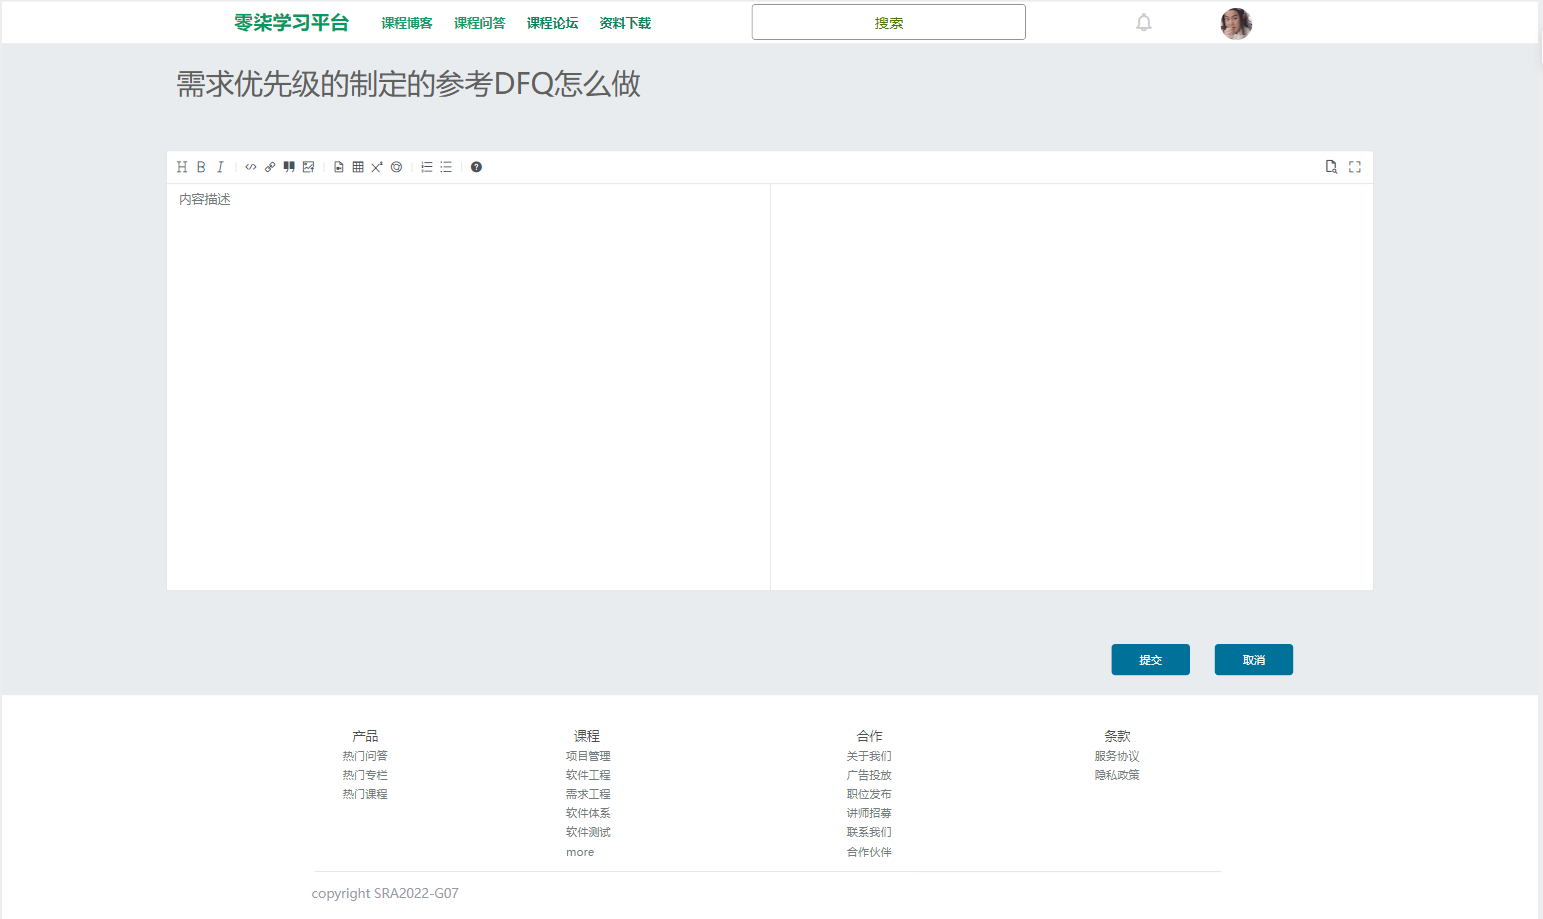 零柒学习平台 课程博客 课程问答 课程论坛 资料下载 搜索
需求优先级的制定的参考DFQ怎么做
H B I
内容描述
提交 取消
产品 课程 合作 条款
热门问答 项目管理 关于我们 服务协议
热门专栏 软件工程 广告投放 隐私政策
热门课程 需求工程 职位发布
软件体系 讲师招募
软件测试 联系我们
more 合作伙伴
copyright SRA2022-G07